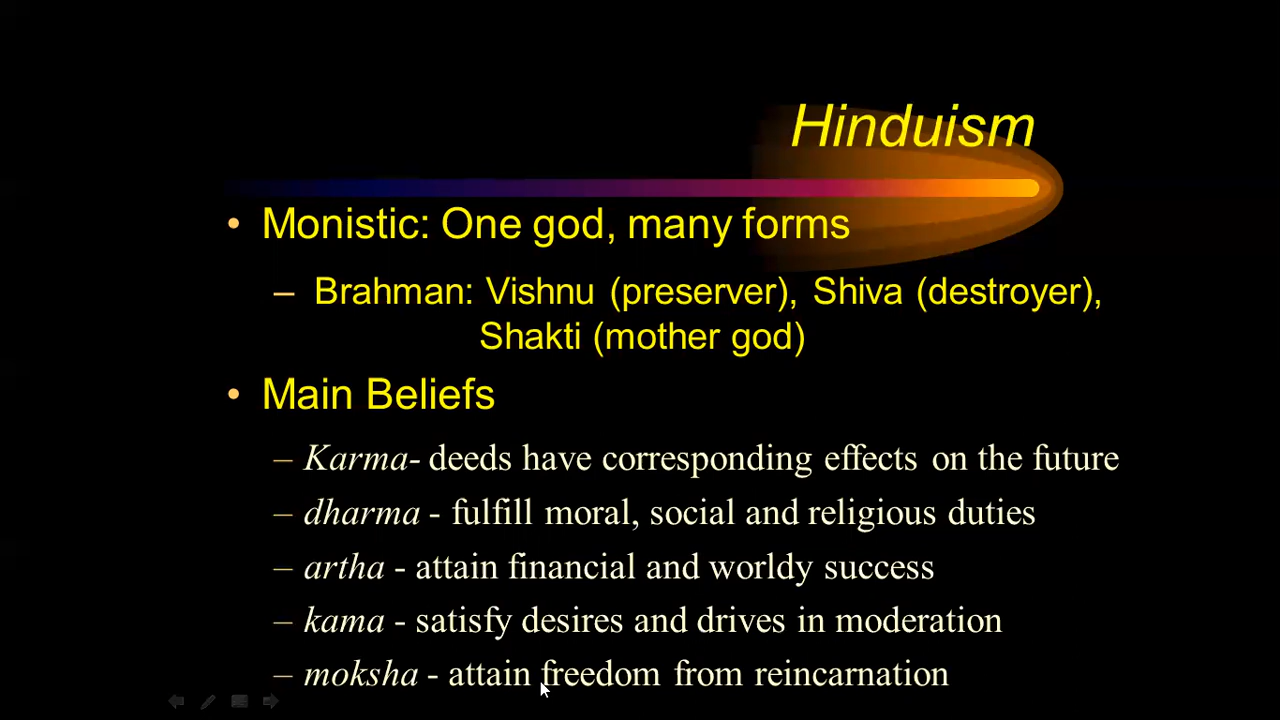 Hinduism
• Monistic: One god, many forms
– Brahman: Vishnu (preserver), Shiva (destroyer),
Shakti (mother god)
• Main Beliefs
– Karma- deeds have corresponding effects on the future
– dharma - fulfill moral, social and religious duties
– artha - attain financial and worldy success
– kama - satisfy desires and drives in moderation
– moksha - attain freedom from reincarnation